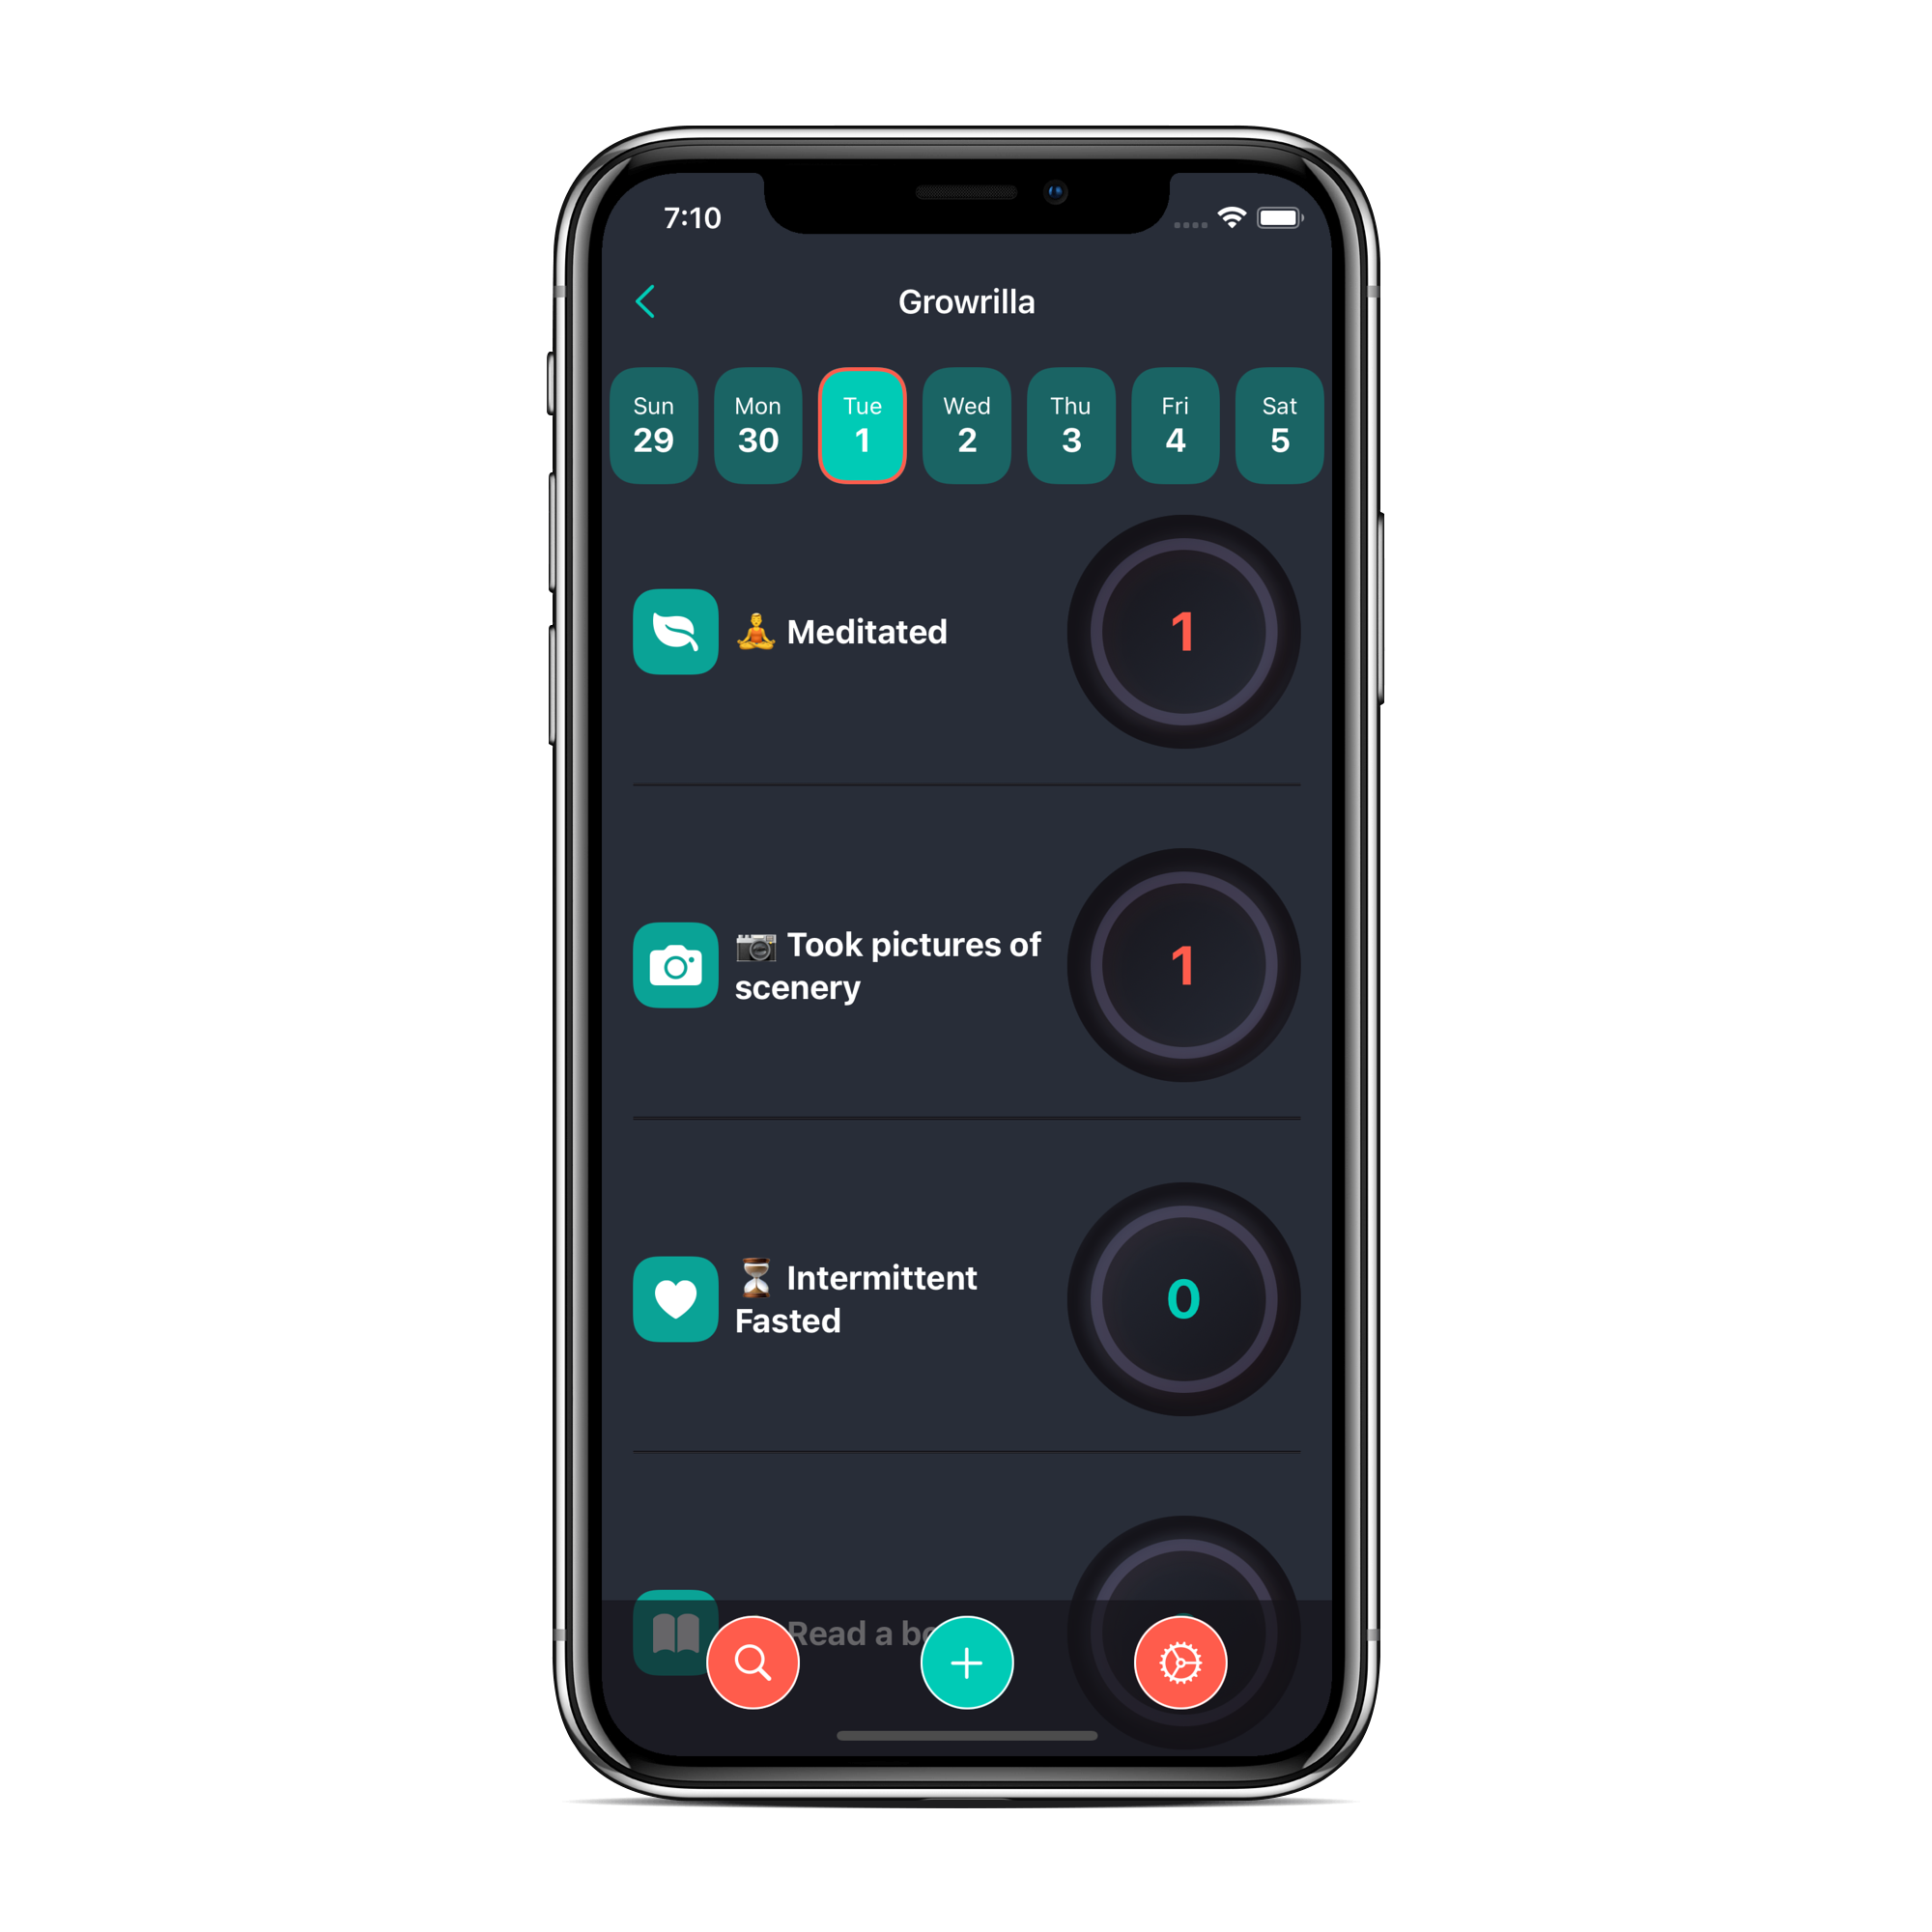 7:10
Growrilla
Sun Mon Tue Wed Thu Fri Sat
29 30 1 2 3 4 5
🧘 Meditated
1
📷 Took pictures of
scenery
1
⏳ Intermittent
Fasted
0
Read a